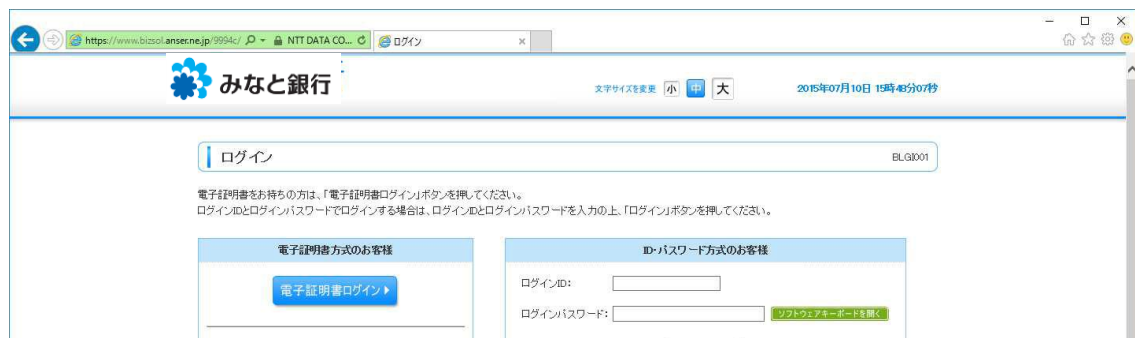 https://www.bizsol.anser.ne.jp/9994c/ NTT DATA CO... ログイン
みなと銀行 文字サイズを変更 小 中 大 2015年07月10日 15時48分07秒
ログイン BLGI001
電子証明書をお持ちの方は、「電子証明書ログイン」ボタンを押してください。
ログインIDとログインパスワードでログインする場合は、ログインIDとログインパスワードを入力の上、「ログイン」ボタンを押してください。
電子証明書方式のお客様 ID・パスワード方式のお客様
電子証明書ログイン ログインID:
ログインパスワード: ソフトウェアキーボードを開く